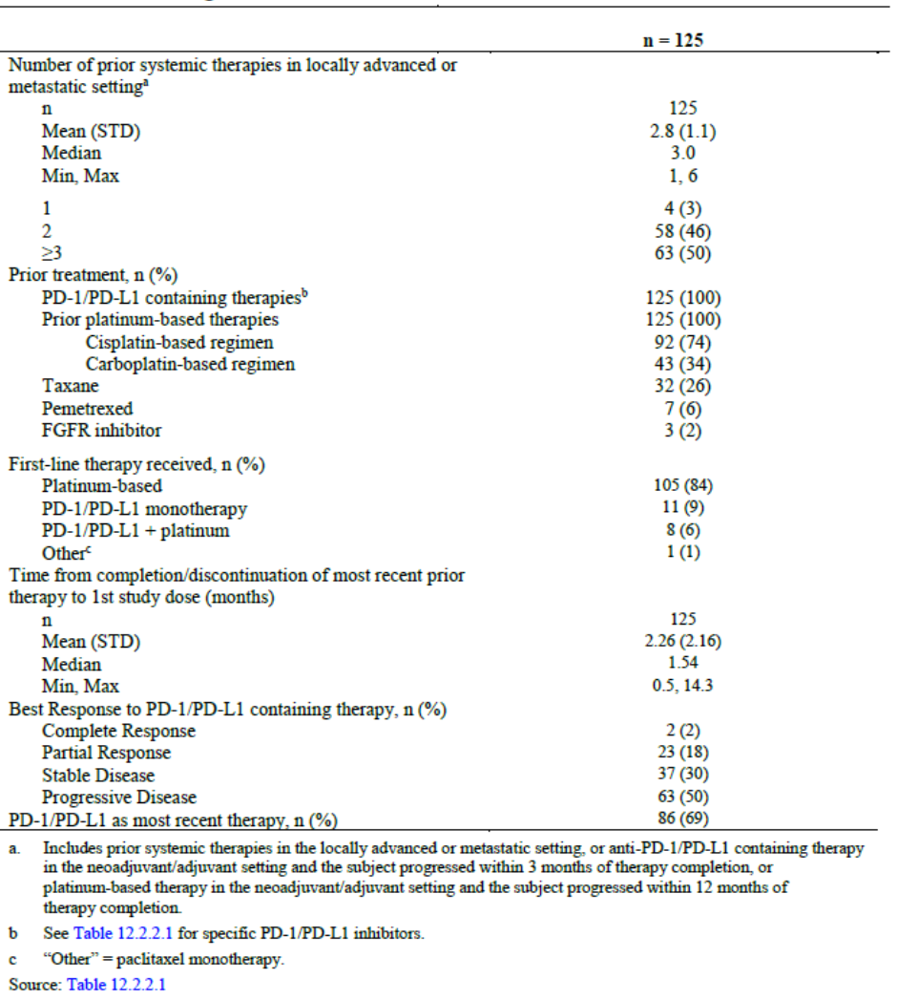 n = 125
Number of prior systemic therapies in locally advanced or
metastatic settingᵃ
n 125
Mean (STD) 2.8 (1.1)
Median 3.0
Min, Max 1, 6
1 4 (3)
2 58 (46)
≥3 63 (50)
Prior treatment, n (%)
PD-1/PD-L1 containing therapiesᵇ 125 (100)
Prior platinum-based therapies 125 (100)
Cisplatin-based regimen 92 (74)
Carboplatin-based regimen 43 (34)
Taxane 32 (26)
Pemetrexed 7 (6)
FGFR inhibitor 3 (2)
First-line therapy received, n (%)
Platinum-based 105 (84)
PD-1/PD-L1 monotherapy 11 (9)
PD-1/PD-L1 + platinum 8 (6)
Otherᶜ 1 (1)
Time from completion/discontinuation of most recent prior
therapy to 1st study dose (months)
n 125
Mean (STD) 2.26 (2.16)
Median 1.54
Min, Max 0.5, 14.3
Best Response to PD-1/PD-L1 containing therapy, n (%)
Complete Response 2 (2)
Partial Response 23 (18)
Stable Disease 37 (30)
Progressive Disease 63 (50)
PD-1/PD-L1 as most recent therapy, n (%) 86 (69)
a. Includes prior systemic therapies in the locally advanced or metastatic setting, or anti-PD-1/PD-L1 containing therapy
in the neoadjuvant/adjuvant setting and the subject progressed within 3 months of therapy completion, or
platinum-based therapy in the neoadjuvant/adjuvant setting and the subject progressed within 12 months of
therapy completion.
b See Table 12.2.2.1 for specific PD-1/PD-L1 inhibitors.
c “Other” = paclitaxel monotherapy.
Source: Table 12.2.2.1